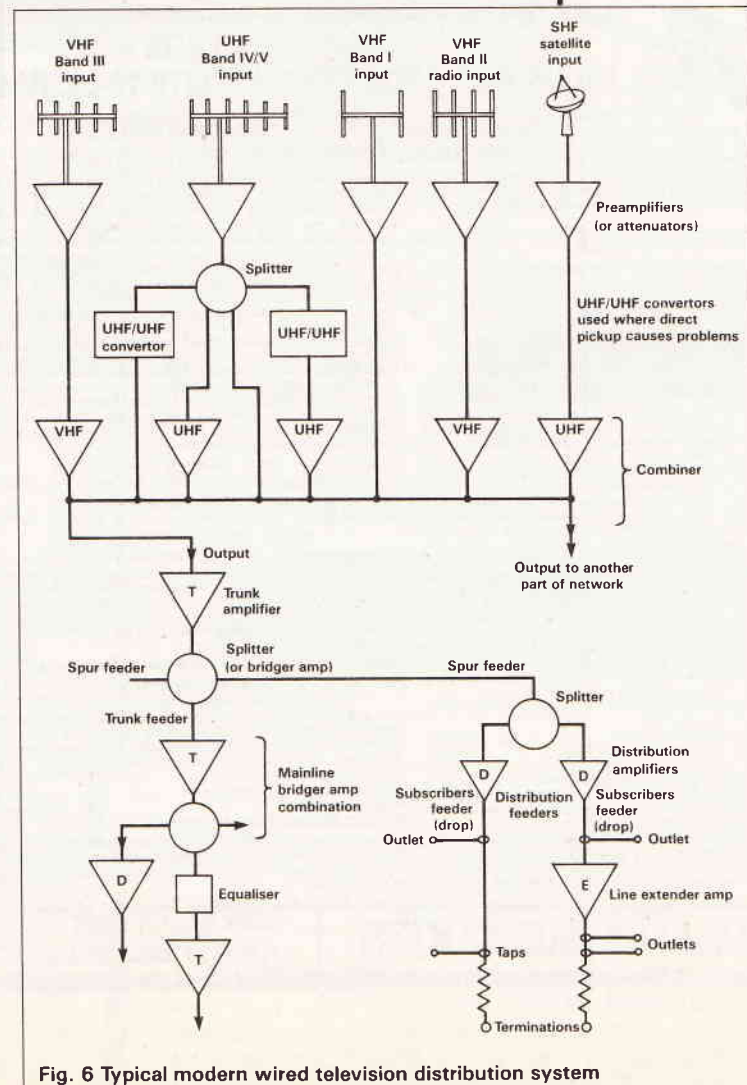 VHF
Band III
input
UHF
Band IV/V
input
VHF
Band I
input
VHF
Band II
radio input
SHF
satellite
input
Preamplifiers
(or attenuators)
Splitter
UHF/UHF
convertor
UHF/UHF
UHF/UHF convertors
used where direct
pickup causes problems
VHF
UHF
UHF
VHF
UHF
Combiner
Output
Output to another
part of network
T
Trunk
amplifier
Splitter
(or bridger amp)
Spur feeder
Spur feeder
Splitter
Trunk feeder
T
Mainline
bridger amp
combination
D
D
Distribution
amplifiers
Subscribers
feeder
(drop)
Distribution
feeders
Subscribers
feeder
(drop)
Outlet
Outlet
D
Equaliser
E
Line extender amp
T
Taps
Outlets
Terminations
Fig. 6 Typical modern wired television distribution system